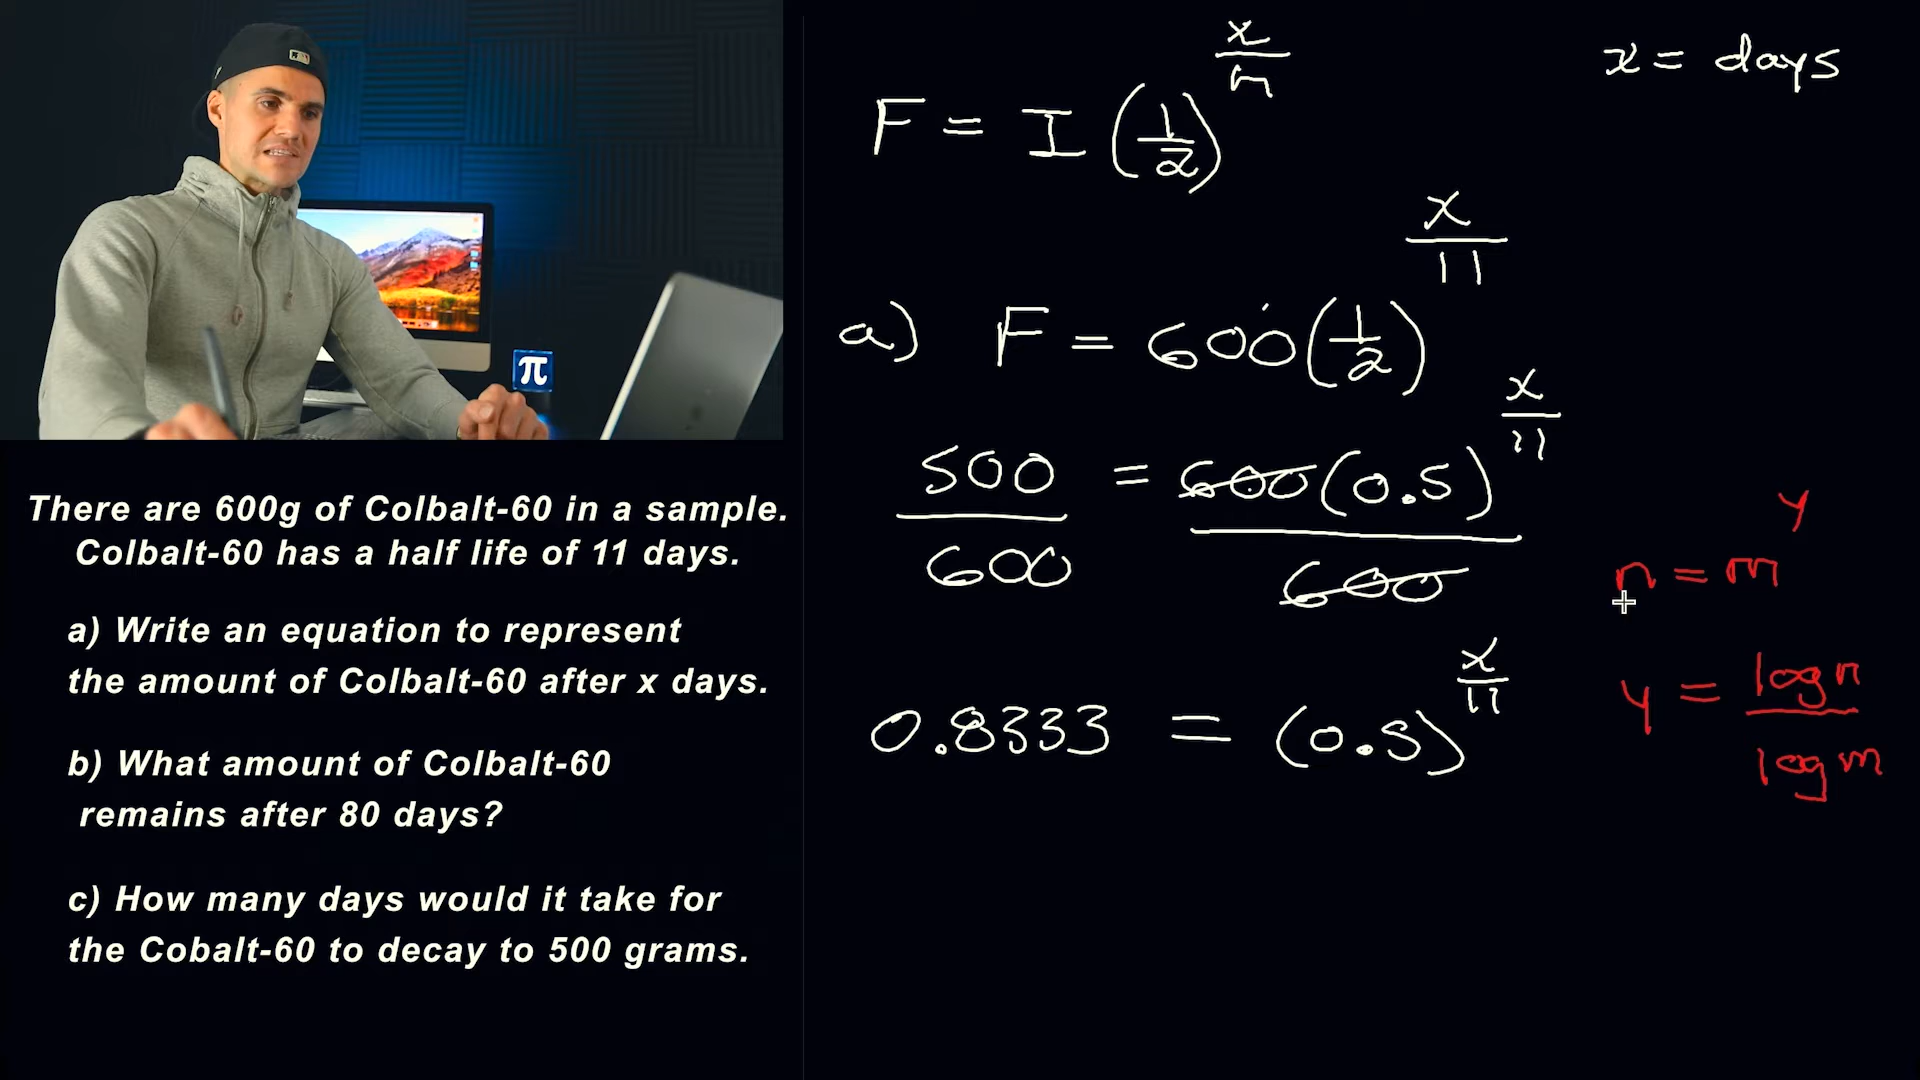 There are 600g of Colbalt-60 in a sample.
Colbalt-60 has a half life of 11 days.
a) Write an equation to represent
the amount of Colbalt-60 after x days.
b) What amount of Colbalt-60
remains after 80 days?
c) How many days would it take for
the Cobalt-60 to decay to 500 grams.
π
F = I (1/2)^(x/n)
x = days
a) F = 600 (1/2)^(x/11)
500/600 = 600(0.5)^(x/11)/600
0.8333 = (0.5)^(x/11)
n = m^y
y = log n / log m